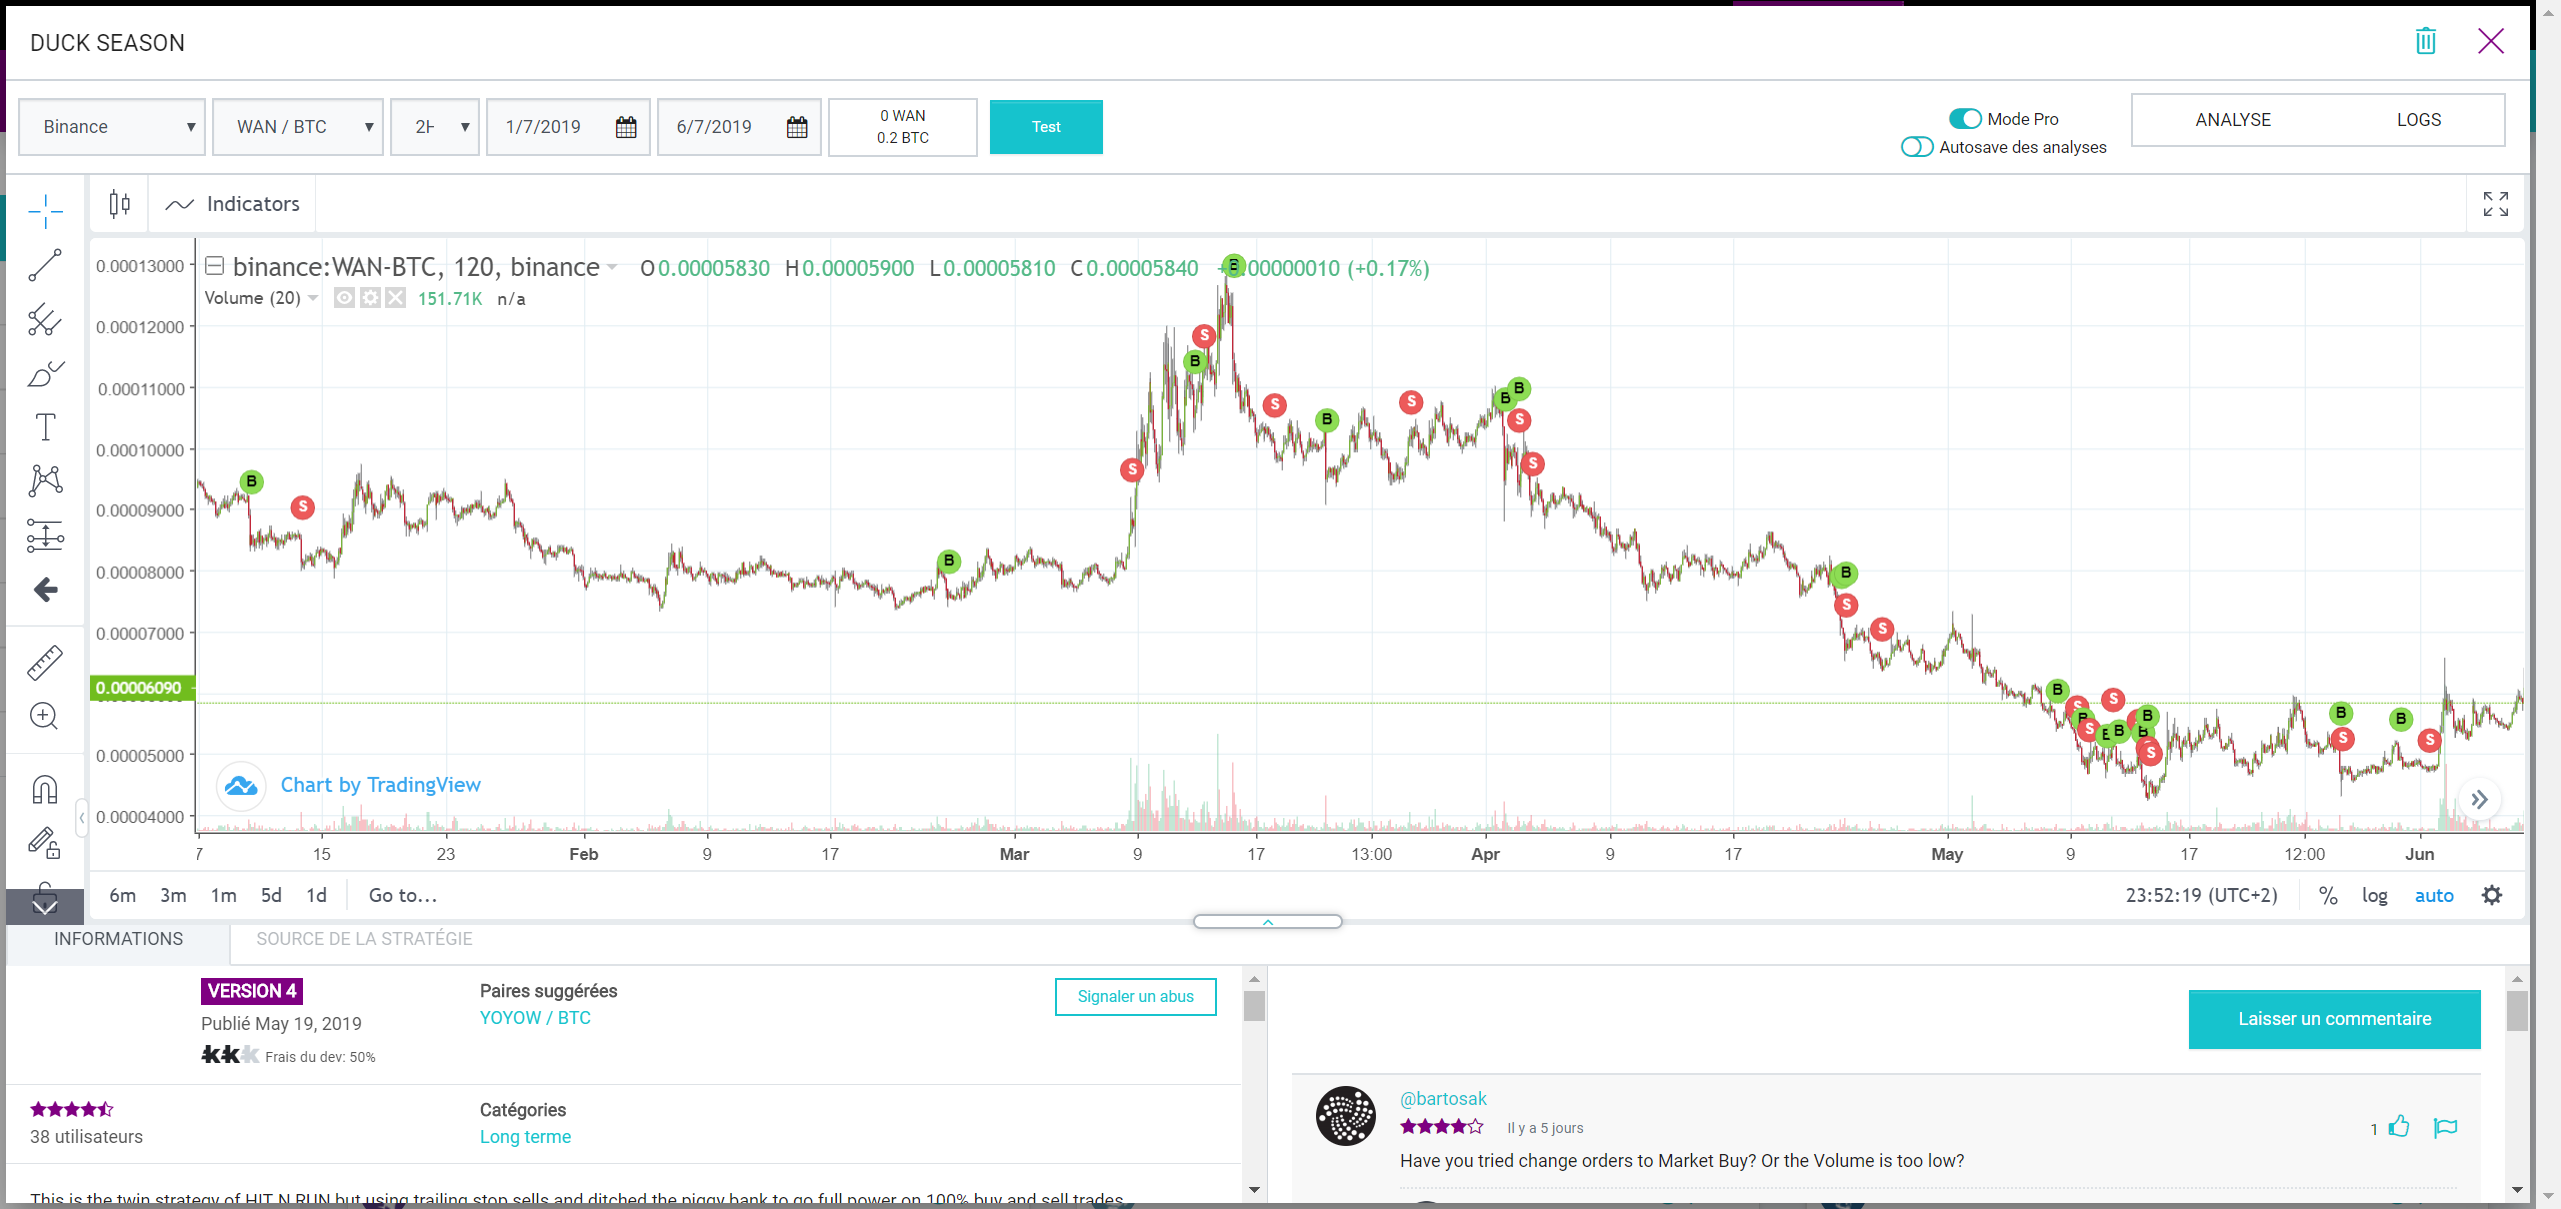 DUCK SEASON
Binance
WAN / BTC
2H
1/7/2019
6/7/2019
0 WAN
0.2 BTC
Test
Mode Pro
Autosave des analyses
ANALYSE
LOGS
Indicators
binance:WAN-BTC, 120, binance
O0.00005830 H0.00005900 L0.00005810 C0.00005840 +0.00000010 (+0.17%)
Volume (20)
151.71K n/a
0.00013000
0.00012000
0.00011000
0.00010000
0.00009000
0.00008000
0.00007000
0.00006090
0.00005000
0.00004000
B
S
B
S
B
S
B
S
B
S
B
B
S
S
B
S
S
B
S
B
S
S
B
B
S
B
B
S
S
B
S
B
S
Chart by TradingView
7
15
23
Feb
9
17
Mar
9
17
13:00
Apr
9
17
May
9
17
12:00
Jun
6m 3m 1m 5d 1d
Go to...
23:52:19 (UTC+2)
%
log
auto
INFORMATIONS
SOURCE DE LA STRATÉGIE
VERSION 4
Publié May 19, 2019
Frais du dev: 50%
Paires suggérées
YOYOW / BTC
Signaler un abus
38 utilisateurs
Catégories
Long terme
This is the twin strategy of HIT N RUN but using trailing stop sells and ditched the piggy bank to go full power on 100% buy and sell trades
Laisser un commentaire
@bartosak
Il y a 5 jours
1
Have you tried change orders to Market Buy? Or the Volume is too low?